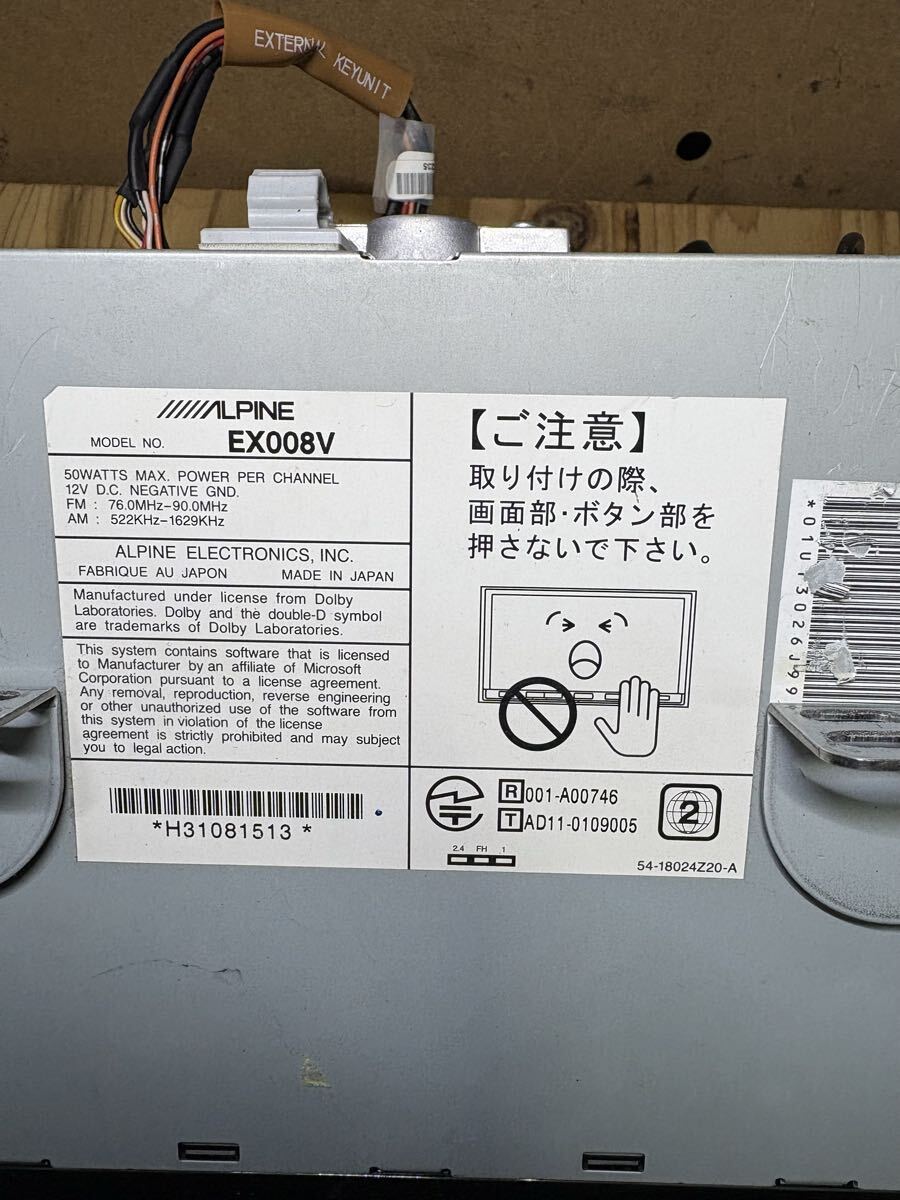 EXTERNAL KEYUNIT
ALPINE
MODEL NO. EX008V
50WATTS MAX. POWER PER CHANNEL
12V D.C. NEGATIVE GND.
FM : 76.0MHz-90.0MHz
AM : 522KHz-1629KHz
ALPINE ELECTRONICS, INC.
FABRIQUE AU JAPON MADE IN JAPAN
Manufactured under license from Dolby
Laboratories. Dolby and the double-D symbol
are trademarks of Dolby Laboratories.
This system contains software that is licensed
to Manufacturer by an affiliate of Microsoft
Corporation pursuant to a license agreement.
Any removal, reproduction, reverse engineering
or other unauthorized use of the software from
this system in violation of the license
agreement is strictly prohibited and may subject
you to legal action.
*H31081513*
【ご注意】
取り付けの際、
画面部・ボタン部を
押さないで下さい。
R 001-A00746
T AD11-0109005
2
2.4 FH 1
54-18024Z20-A